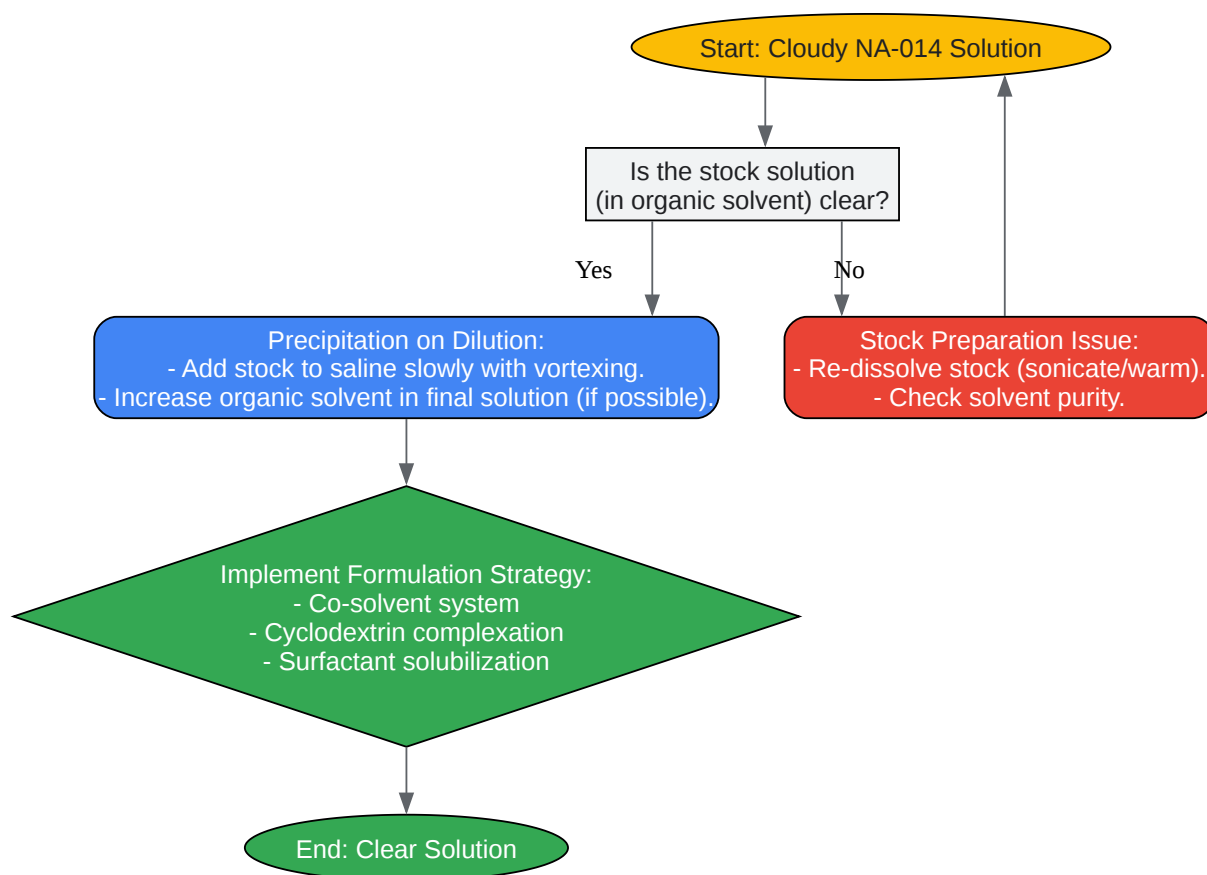 Start: Cloudy NA-014 Solution
Is the stock solution
(in organic solvent) clear?
Yes
No
Precipitation on Dilution:
- Add stock to saline slowly with vortexing.
- Increase organic solvent in final solution (if possible).
Stock Preparation Issue:
- Re-dissolve stock (sonicate/warm).
- Check solvent purity.
Implement Formulation Strategy:
- Co-solvent system
- Cyclodextrin complexation
- Surfactant solubilization
End: Clear Solution